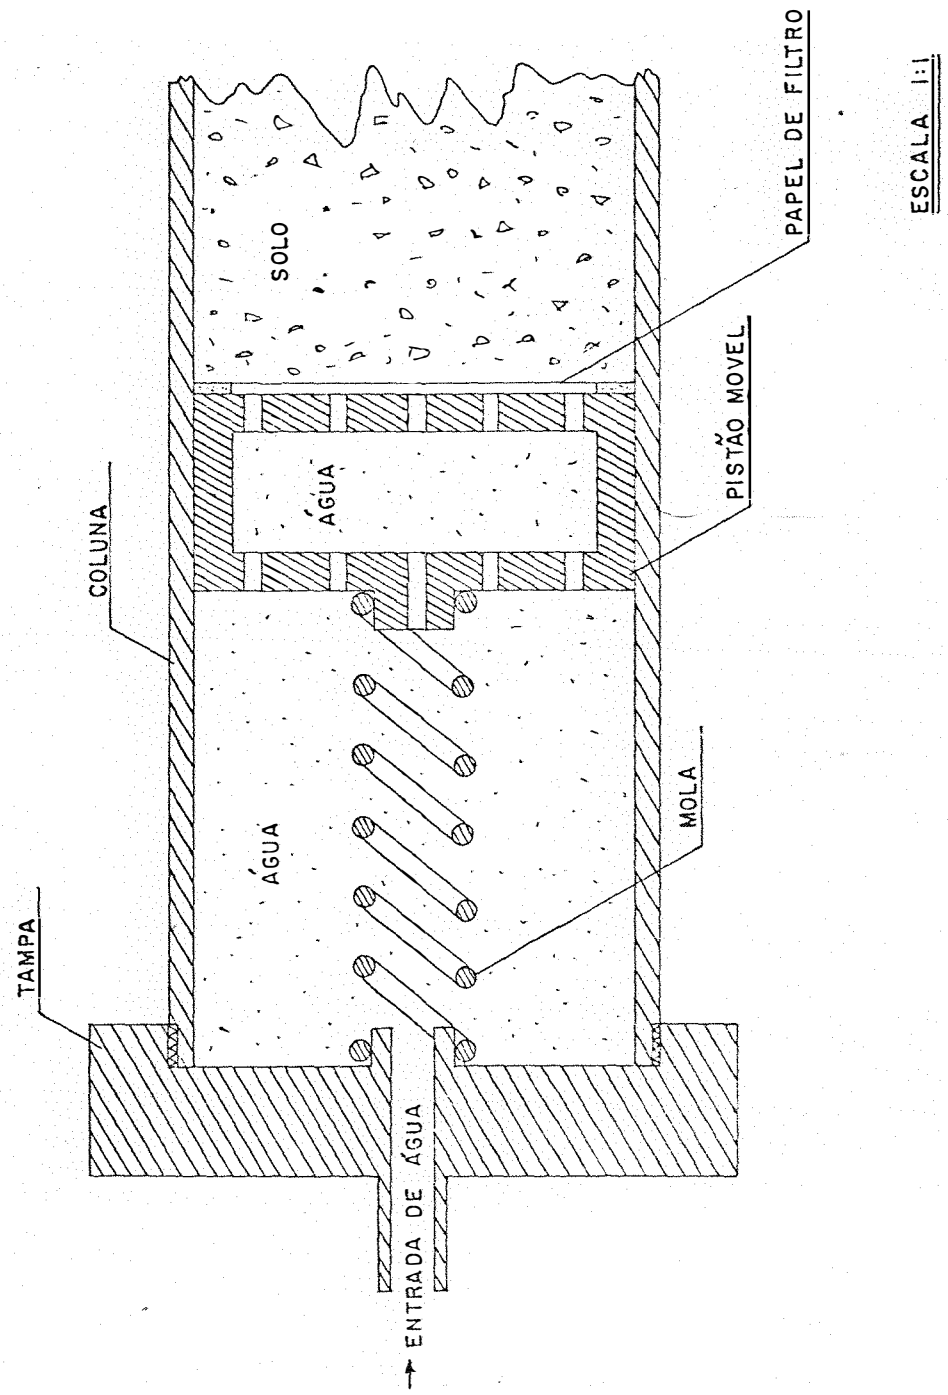 TAMPA
COLUNA
ÁGUA
ÁGUA
SOLO
ENTRADA DE ÁGUA
MOLA
PISTÃO MOVEL
PAPEL DE FILTRO
ESCALA 1:1